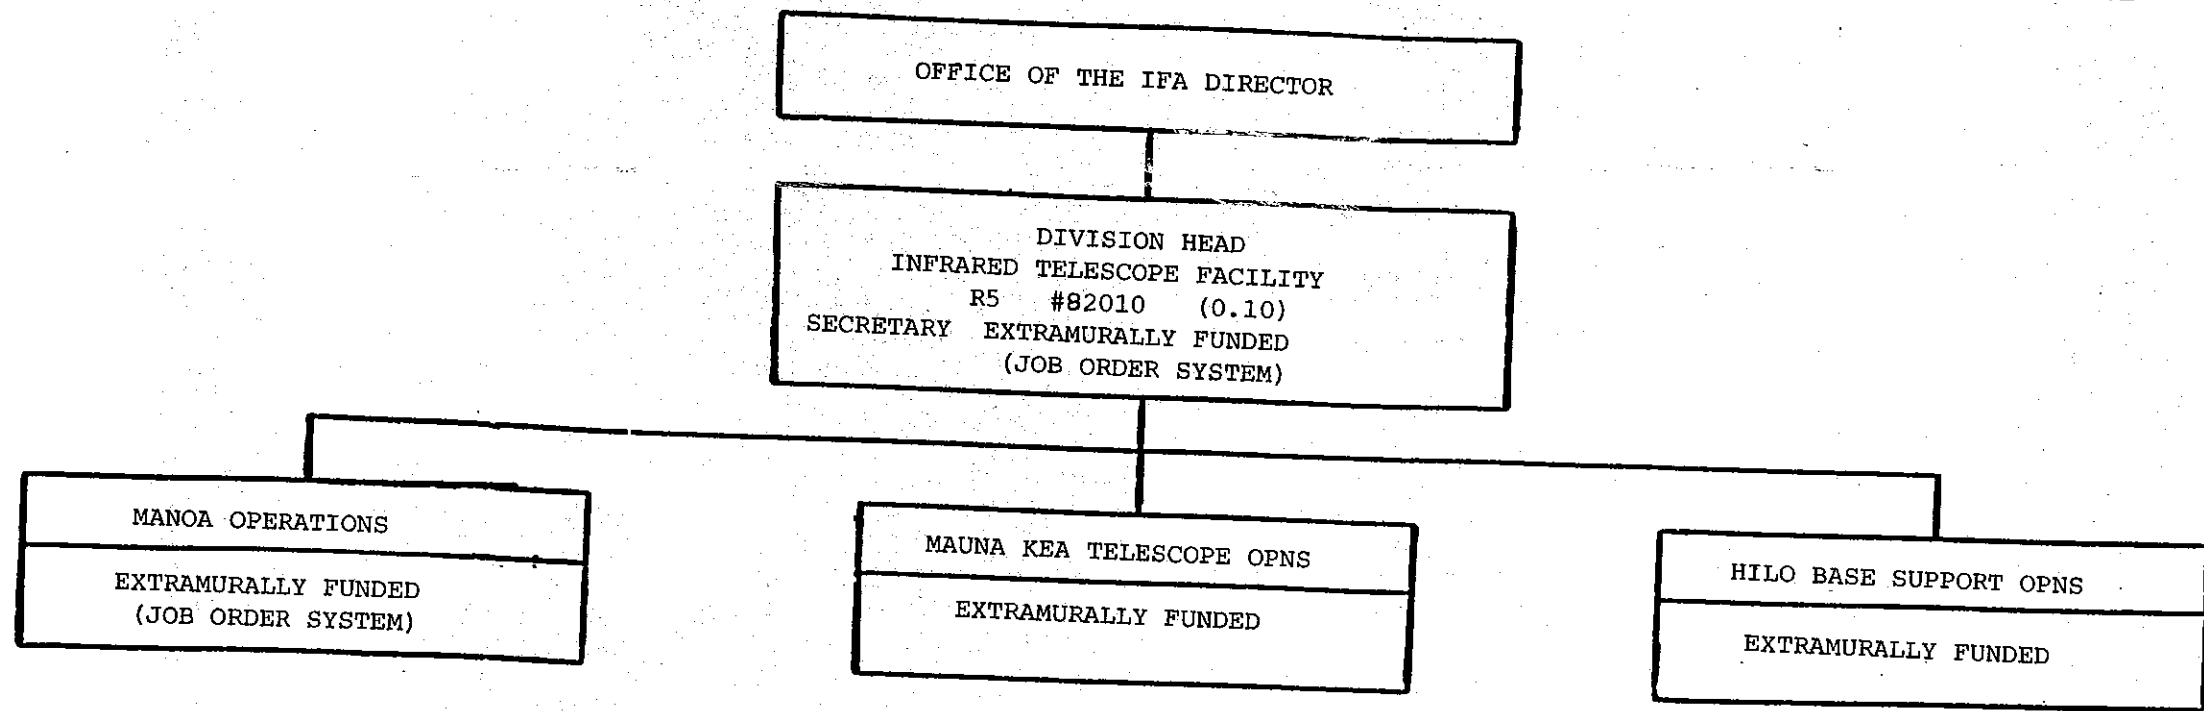 OFFICE OF THE IFA DIRECTOR
DIVISION HEAD
INFRARED TELESCOPE FACILITY
R5 #82010 (0.10)
SECRETARY EXTRAMURALLY FUNDED
(JOB ORDER SYSTEM)
MANOA OPERATIONS
EXTRAMURALLY FUNDED
(JOB ORDER SYSTEM)
MAUNA KEA TELESCOPE OPNS
EXTRAMURALLY FUNDED
HILO BASE SUPPORT OPNS
EXTRAMURALLY FUNDED